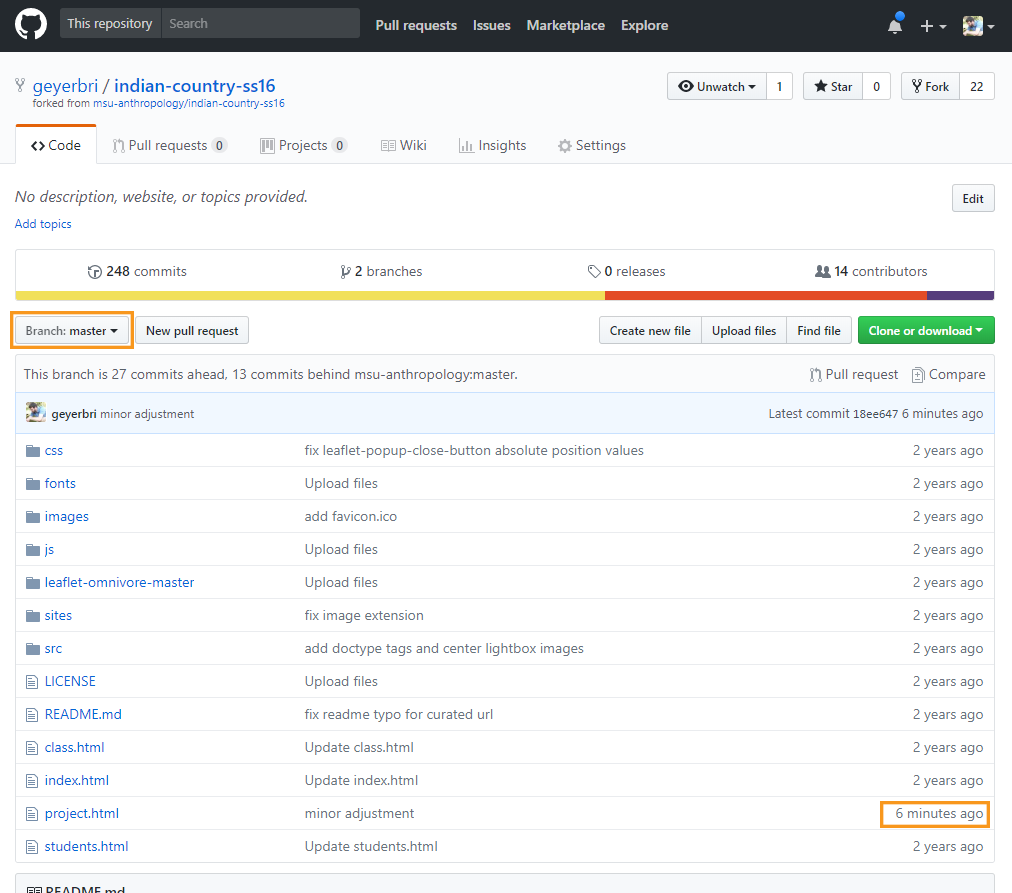 This repository Search Pull requests Issues Marketplace Explore
geyerbri / indian-country-ss16 Unwatch 1 Star 0 Fork 22
forked from msu-anthropology/indian-country-ss16
Code Pull requests 0 Projects 0 Wiki Insights Settings
No description, website, or topics provided. Edit
Add topics
248 commits 2 branches 0 releases 14 contributors
Branch: master New pull request Create new file Upload files Find file Clone or download
This branch is 27 commits ahead, 13 commits behind msu-anthropology:master. Pull request Compare
geyerbri minor adjustment Latest commit 18ee647 6 minutes ago
css fix leaflet-popup-close-button absolute position values 2 years ago
fonts Upload files 2 years ago
images add favicon.ico 2 years ago
js Upload files 2 years ago
leaflet-omnivore-master Upload files 2 years ago
sites fix image extension 2 years ago
src add doctype tags and center lightbox images 2 years ago
LICENSE Upload files 2 years ago
README.md fix readme typo for curated url 2 years ago
class.html Update class.html 2 years ago
index.html Update index.html 2 years ago
project.html minor adjustment 6 minutes ago
students.html Update students.html 2 years ago
README.md